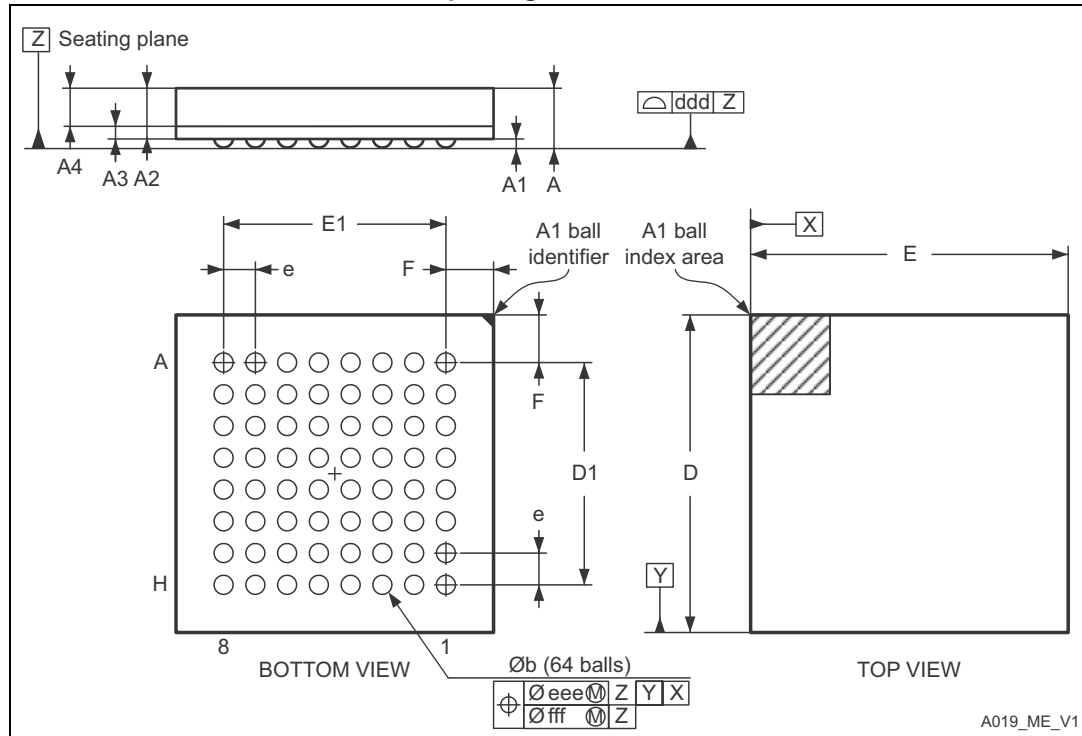 Z Seating plane
ddd Z
A4
A3 A2
A1
A
E1
A1 ball
identifier
A1 ball
index area
X
E
e
F
A
F
D1
D
e
H
Y
8
1
BOTTOM VIEW
Øb (64 balls)
TOP VIEW
Ø eee Ⓜ Z Y X
Ø fff Ⓜ Z
A019_ME_V1